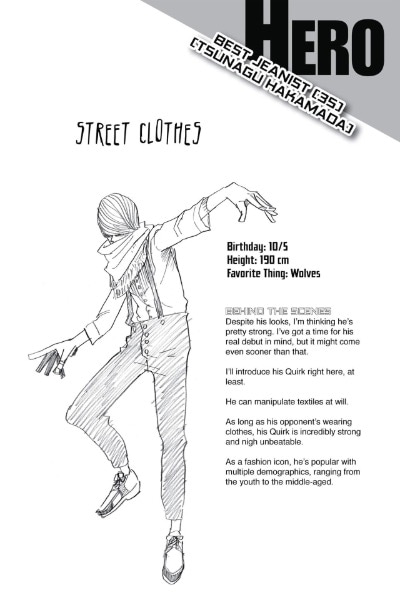 HERO
BEST JEANIST (35)
(TSUNAGU HAKAMADA)
STREET CLOTHES
Birthday: 10/5
Height: 190 cm
Favorite Thing: Wolves
BEHIND THE SCENES
Despite his looks, I'm thinking he's
pretty strong. I've got a time for his
real debut in mind, but it might come
even sooner than that.
I'll introduce his Quirk right here, at
least.
He can manipulate textiles at will.
As long as his opponent's wearing
clothes, his Quirk is incredibly strong
and nigh unbeatable.
As a fashion icon, he's popular with
multiple demographics, ranging from
the youth to the middle-aged.